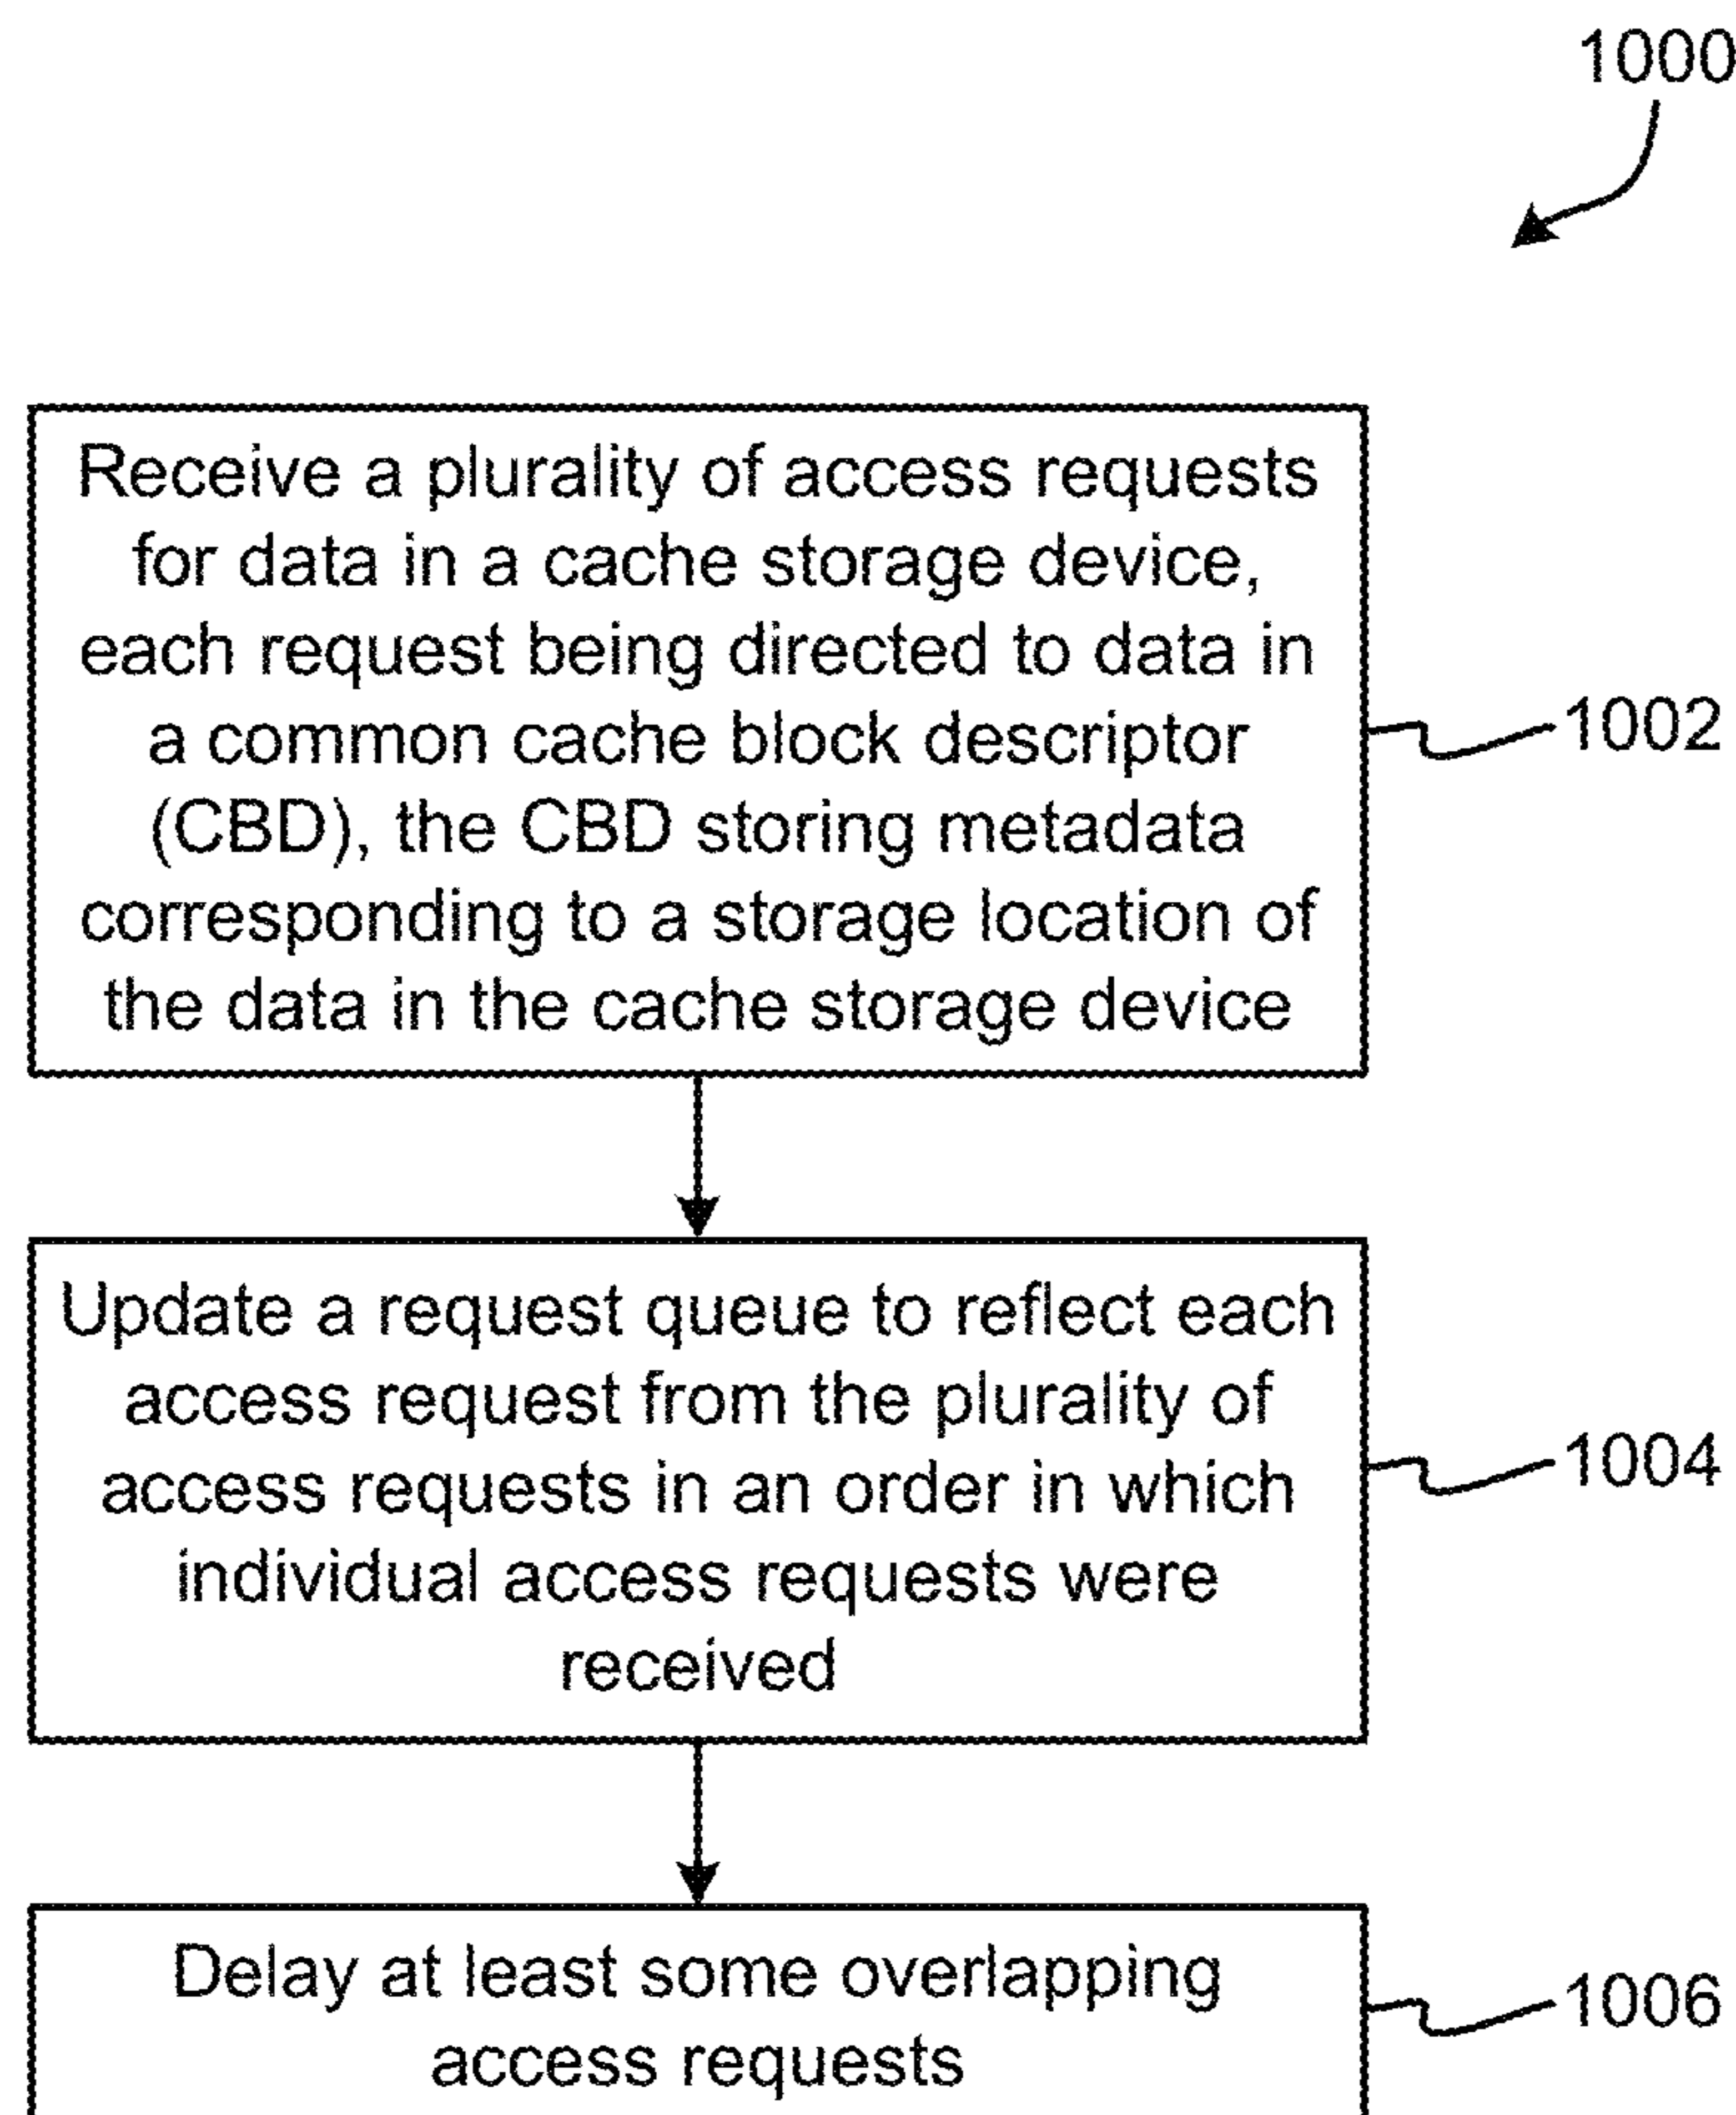 1000
Receive a plurality of access requests
for data in a cache storage device,
each request being directed to data in
a common cache block descriptor
(CBD), the CBD storing metadata
corresponding to a storage location of
the data in the cache storage device
1002
Update a request queue to reflect each
access request from the plurality of
access requests in an order in which
individual access requests were
received
1004
Delay at least some overlapping
access requests
1006